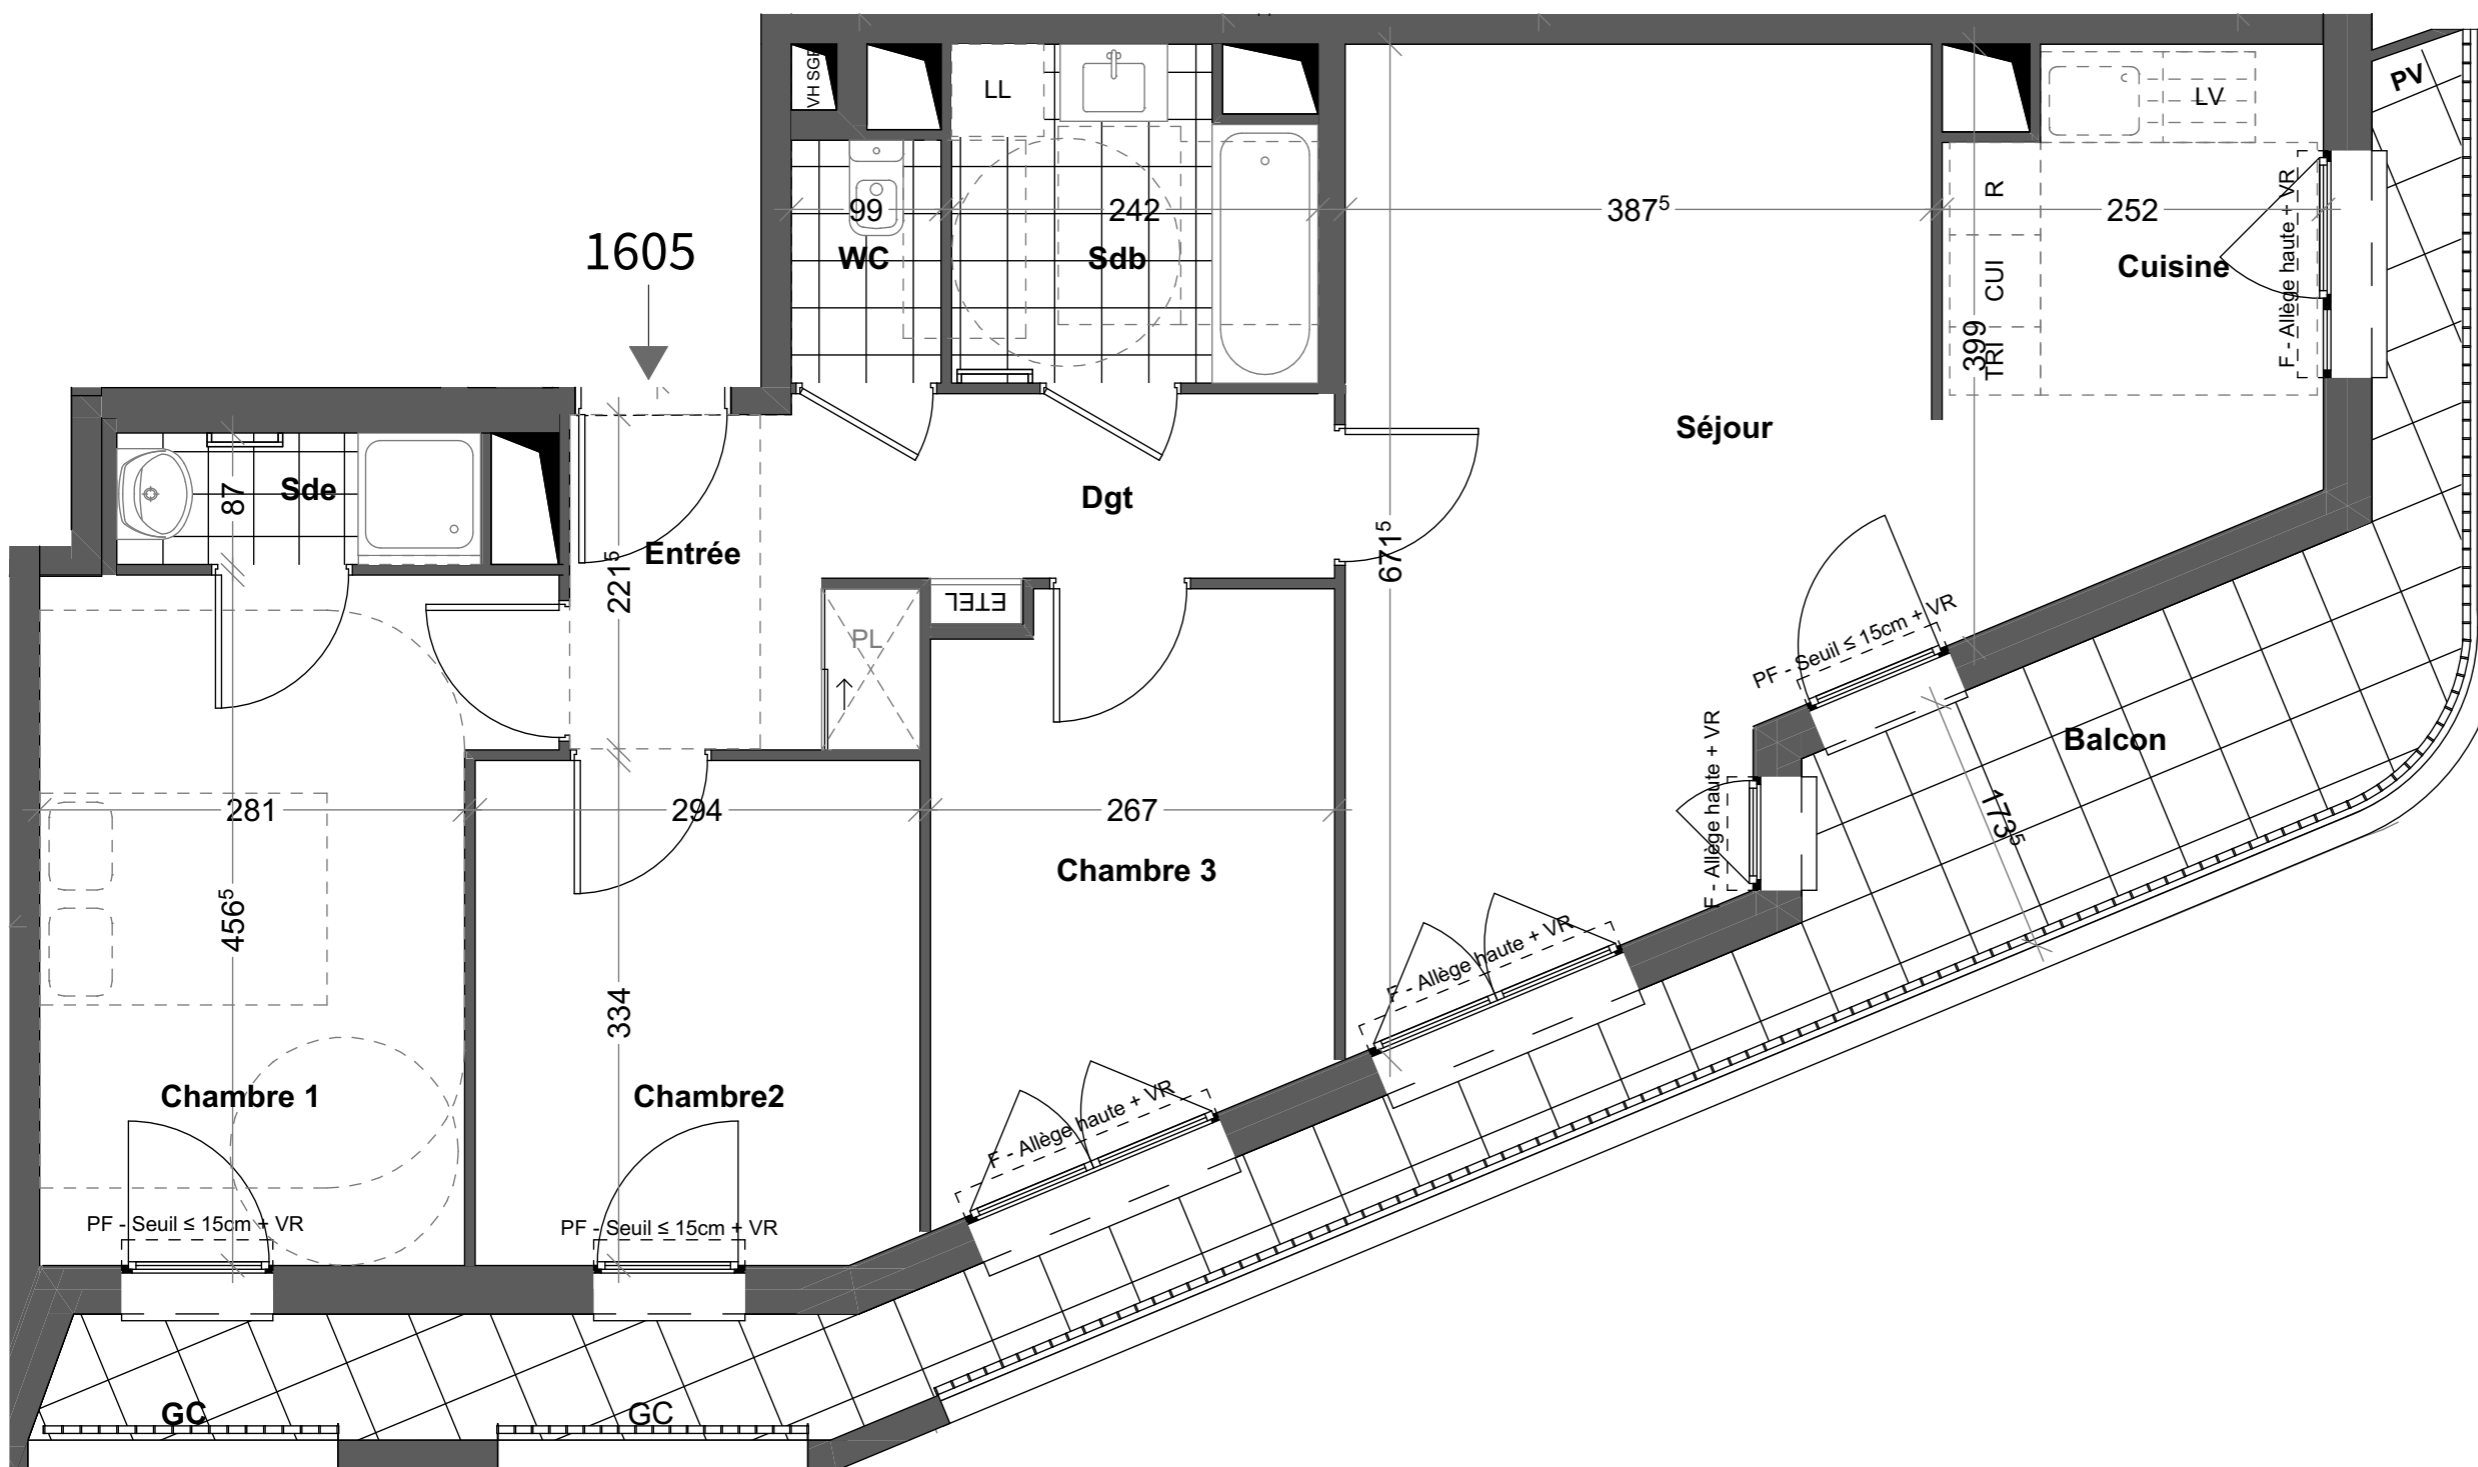 VH SGE
LL
LV
PV
99
242
387⁵
252
R
CUI
TRI
399
F - Allège haute + VR
1605
WC
Sdb
Cuisine
Séjour
Sde
87
Dgt
Entrée
221⁵
671⁵
ETEL
PL
PF - Seuil ≤ 15cm + VR
Balcon
F - Allège haute + VR
173⁵
281
294
267
Chambre 3
456⁵
334
F - Allège haute + VR
F - Allège haute + VR
Chambre 1
Chambre2
PF - Seuil ≤ 15cm + VR
PF - Seuil ≤ 15cm + VR
GC
GC